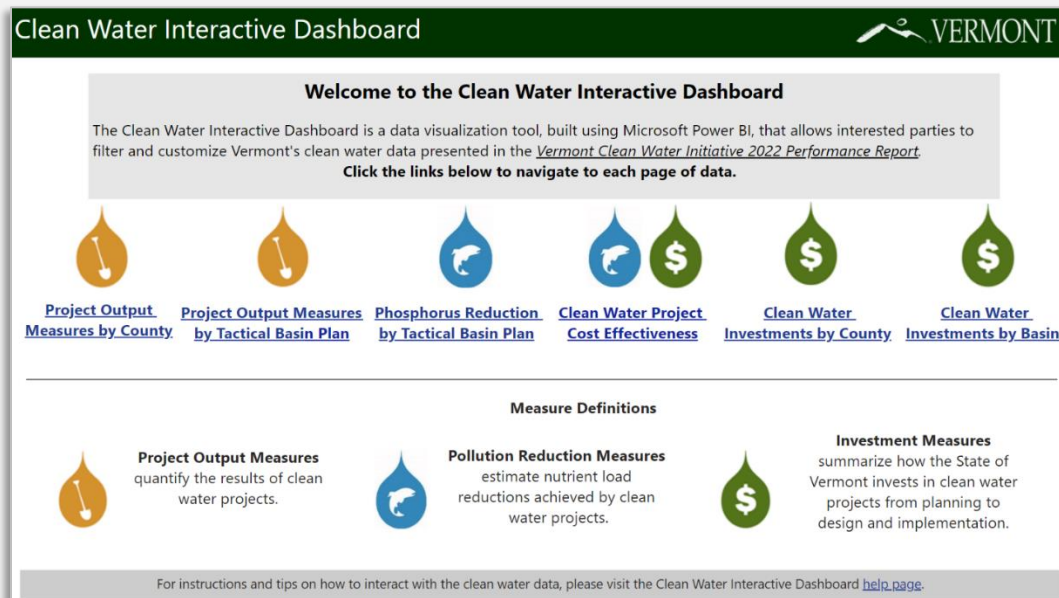 Clean Water Interactive Dashboard
VERMONT
Welcome to the Clean Water Interactive Dashboard
The Clean Water Interactive Dashboard is a data visualization tool, built using Microsoft Power BI, that allows interested parties to
filter and customize Vermont's clean water data presented in the Vermont Clean Water Initiative 2022 Performance Report.
Click the links below to navigate to each page of data.
$
$
$
Project Output
Measures by County
Project Output Measures
by Tactical Basin Plan
Phosphorus Reduction
by Tactical Basin Plan
Clean Water Project
Cost Effectiveness
Clean Water
Investments by County
Clean Water
Investments by Basin
Measure Definitions
Project Output Measures
quantify the results of clean
water projects.
Pollution Reduction Measures
estimate nutrient load
reductions achieved by clean
water projects.
$
Investment Measures
summarize how the State of
Vermont invests in clean water
projects from planning to
design and implementation.
For instructions and tips on how to interact with the clean water data, please visit the Clean Water Interactive Dashboard help page.